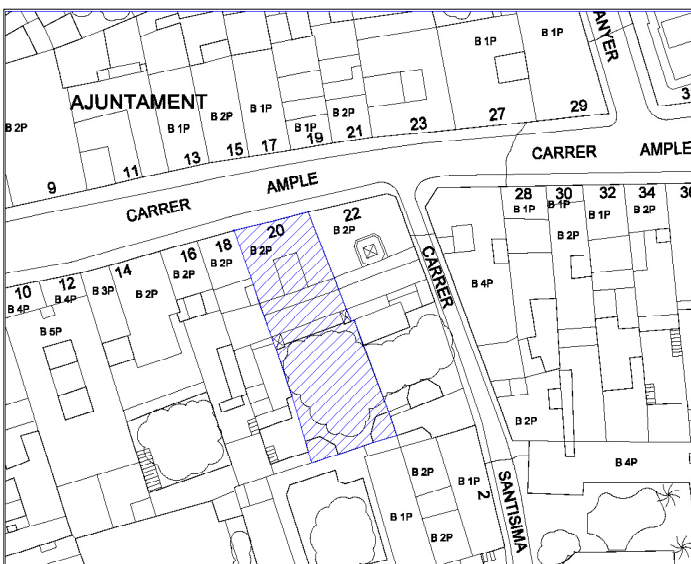 ANYER
B 1P
B 1P
AJUNTAMENT
B 2P
B 1P
B 2P
B 1P
B 1P
B 2P
9
11
13
15
17
19
21
23
27
29
3
CARRER AMPLE
CARRER AMPLE
10
12
14
16
18
20
22
28
30
32
34
30
B 4P
B 4P
B 3P
B 2P
B 2P
B 2P
B 2P
B 2P
B 1P
B 1P
B 1P
B 2P
B 2P
B 5P
CARRER
B 4P
B 2P
B 4P
B 2P
B 1P
2
SANTISIMA
B 1P
B 2P